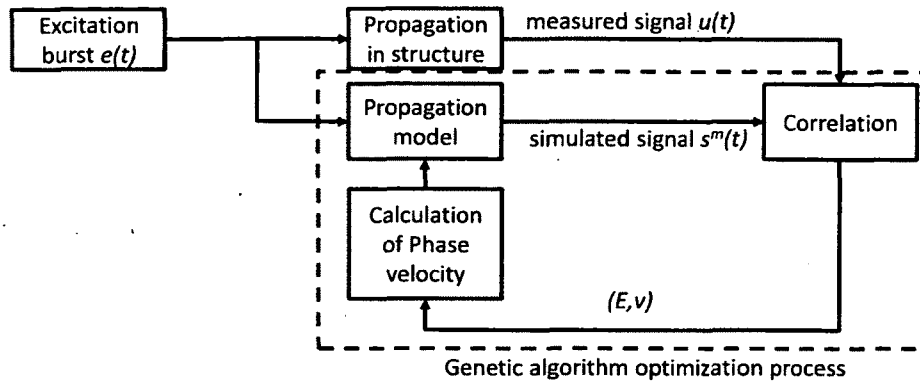 Excitation
burst e(t)
Propagation
in structure
measured signal u(t)
Propagation
model
simulated signal s^m(t)
Correlation
Calculation
of Phase
velocity
(E,ν)
Genetic algorithm optimization process